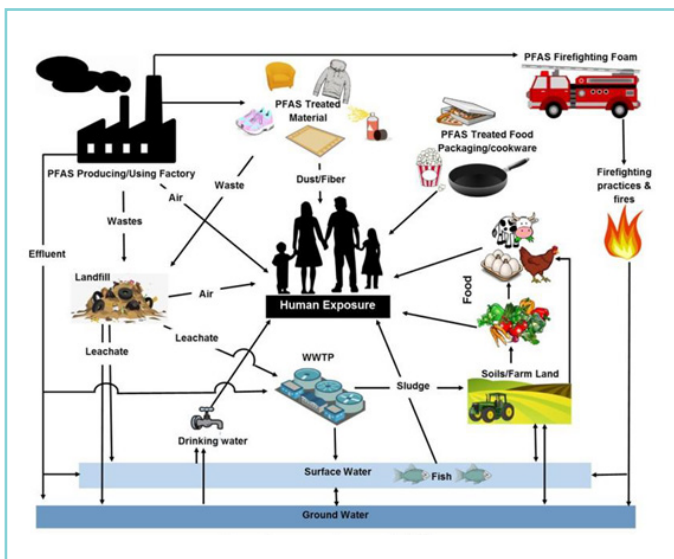 PFAS Firefighting Foam
PFAS Treated
Material
PFAS Treated Food
Packaging/cookware
PFAS Producing/Using Factory
Air
Waste
Dust/Fiber
Firefighting
practices &
fires
Wastes
Effluent
Landfill
Air
Human Exposure
Food
Leachate
Leachate
WWTP
Sludge
Soils/Farm Land
Drinking water
Surface Water
Fish
Ground Water